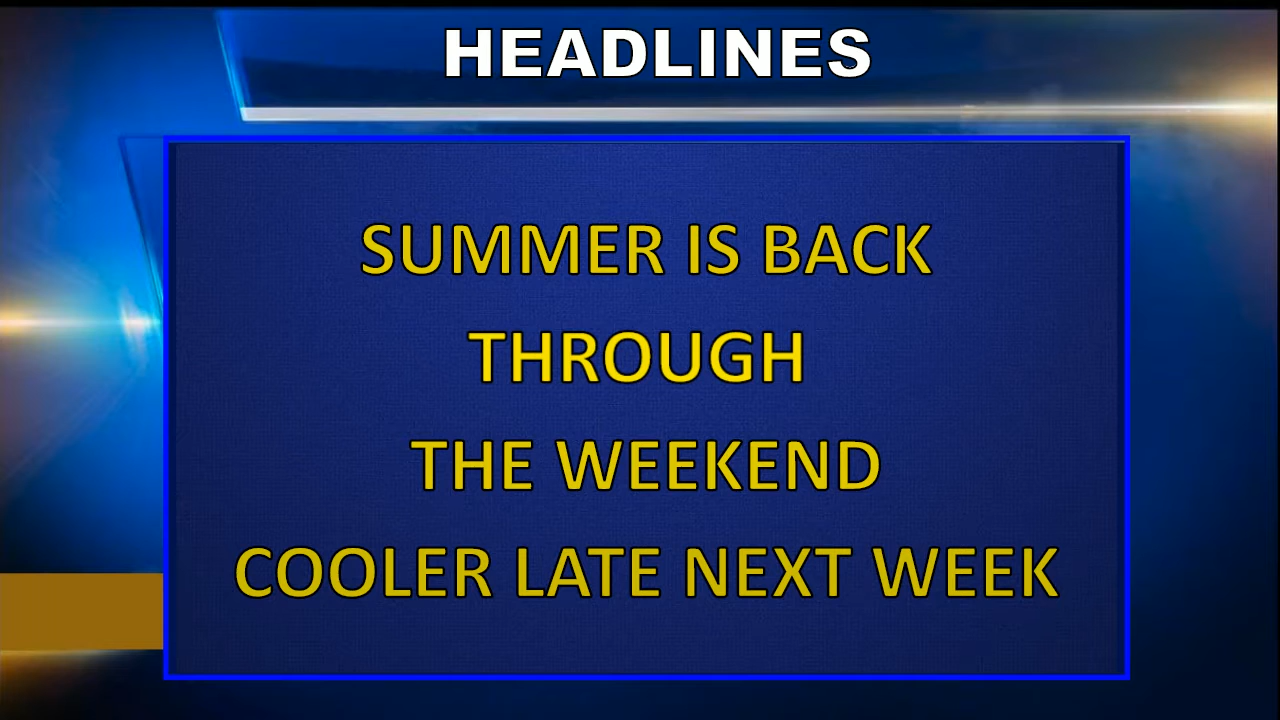 HEADLINES
SUMMER IS BACK
THROUGH
THE WEEKEND
COOLER LATE NEXT WEEK